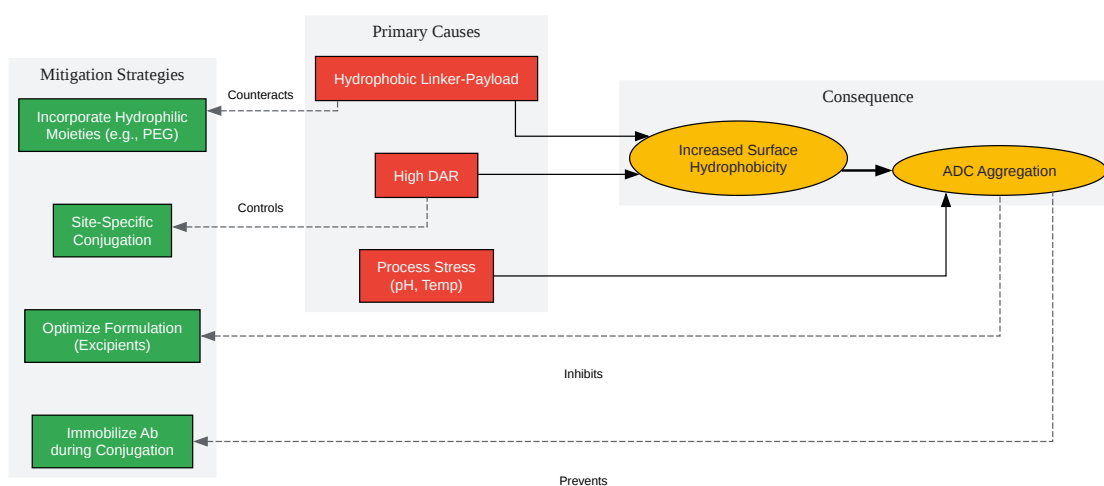 Primary Causes
Hydrophobic Linker-Payload
High DAR
Process Stress
(pH, Temp)
Mitigation Strategies
Incorporate Hydrophilic
Moieties (e.g., PEG)
Site-Specific
Conjugation
Optimize Formulation
(Excipients)
Immobilize Ab
during Conjugation
Consequence
Increased Surface
Hydrophobicity
ADC Aggregation
Counteracts
Controls
Inhibits
Prevents